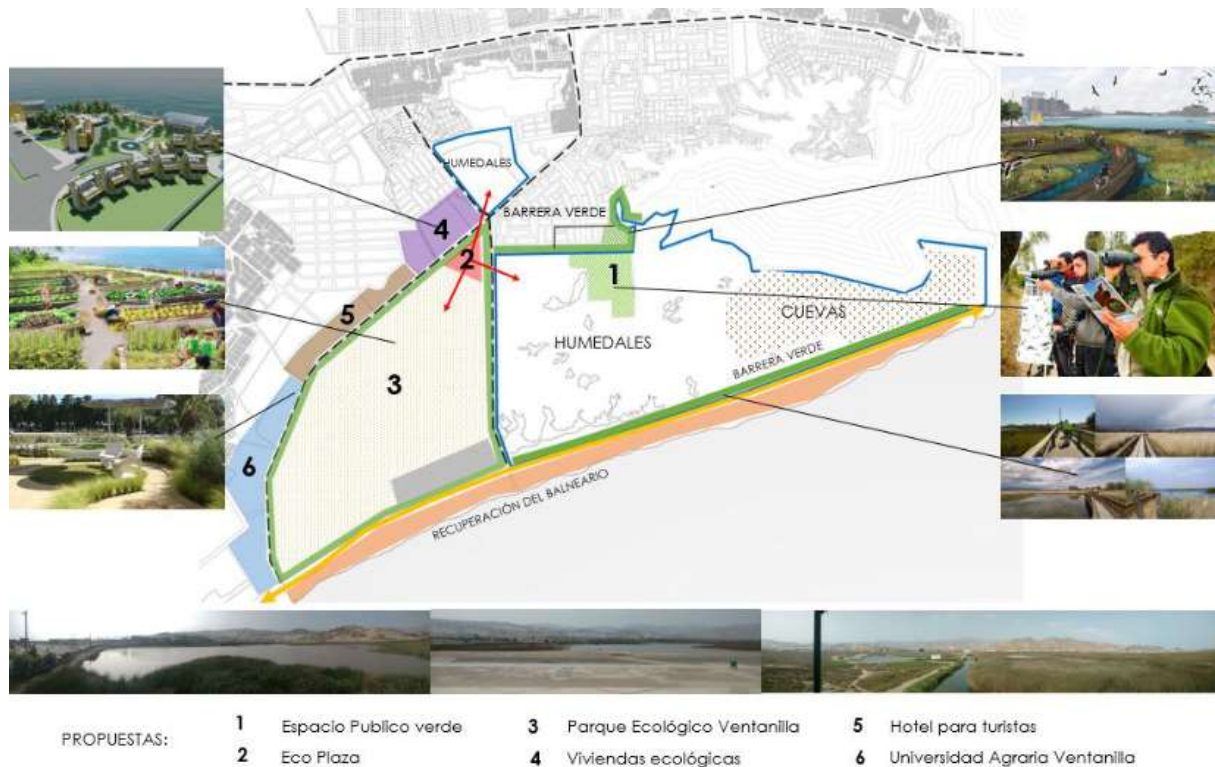 HUMEDALES
BARRERA VERDE
4
2
1
5
CUEVAS
HUMEDALES
BARRERA VERDE
3
6
RECUPERACIÓN DEL BALNEARIO
PROPUESTAS:
1 Espacio Publico verde
2 Eco Plaza
3 Parque Ecológico Ventanilla
4 Viviendas ecológicas
5 Hotel para turistas
6 Universidad Agraria Ventanilla